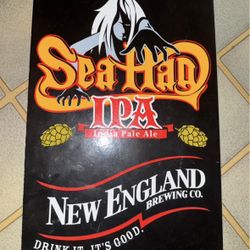 Sea Hag
IPA
India Pale Ale
NEW ENGLAND
BREWING CO.
DRINK IT. IT'S GOOD.